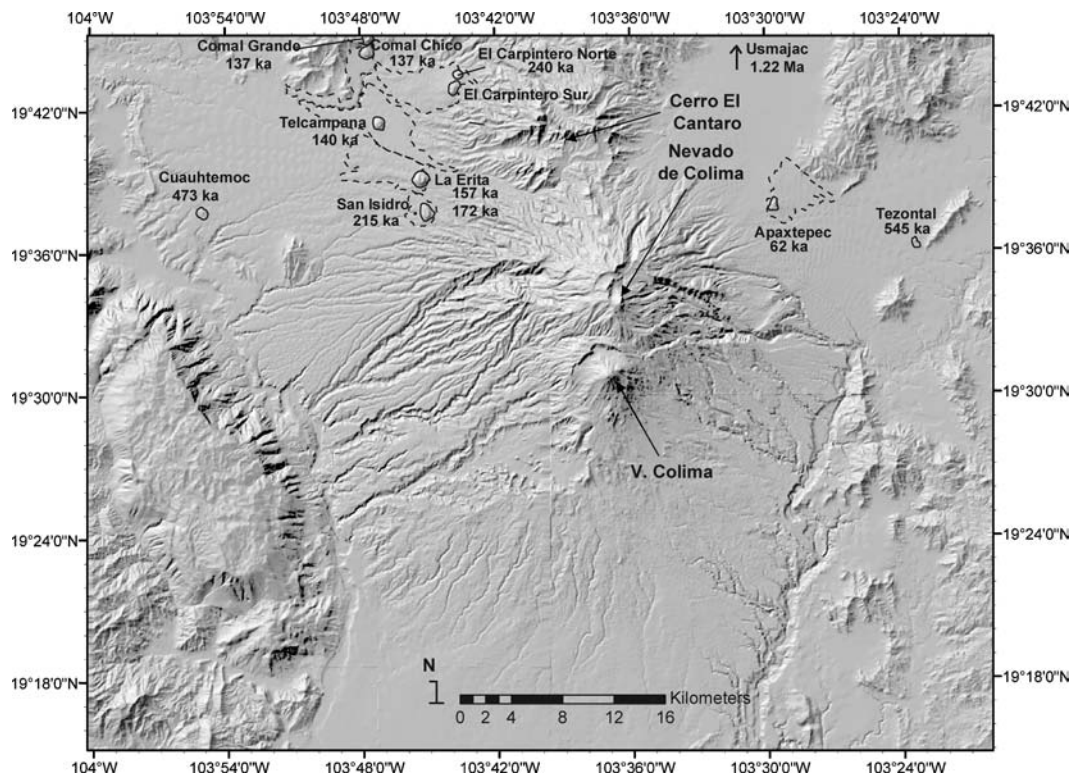 104°W 103°54'0"W 103°48'0"W 103°42'0"W 103°36'0"W 103°30'0"W 103°24'0"W
Comal Grande
137 ka
Comal Chico
137 ka
El Carpintero Norte
240 ka
El Carpintero Sur
Usmajac
1.22 Ma
Cerro El
Cantaro
Nevado
de Colima
Telcampana
140 ka
La Erita
157 ka
172 ka
San Isidro
215 ka
Cuauhtemoc
473 ka
Apaxtepec
62 ka
Tezontal
545 ka
V. Colima
19°42'0"N
19°36'0"N
19°30'0"N
19°24'0"N
19°18'0"N
19°42'0"N
19°36'0"N
19°30'0"N
19°24'0"N
19°18'0"N
N
Kilometers
0 2 4 8 12 16
104°W 103°54'0"W 103°48'0"W 103°42'0"W 103°36'0"W 103°30'0"W 103°24'0"W